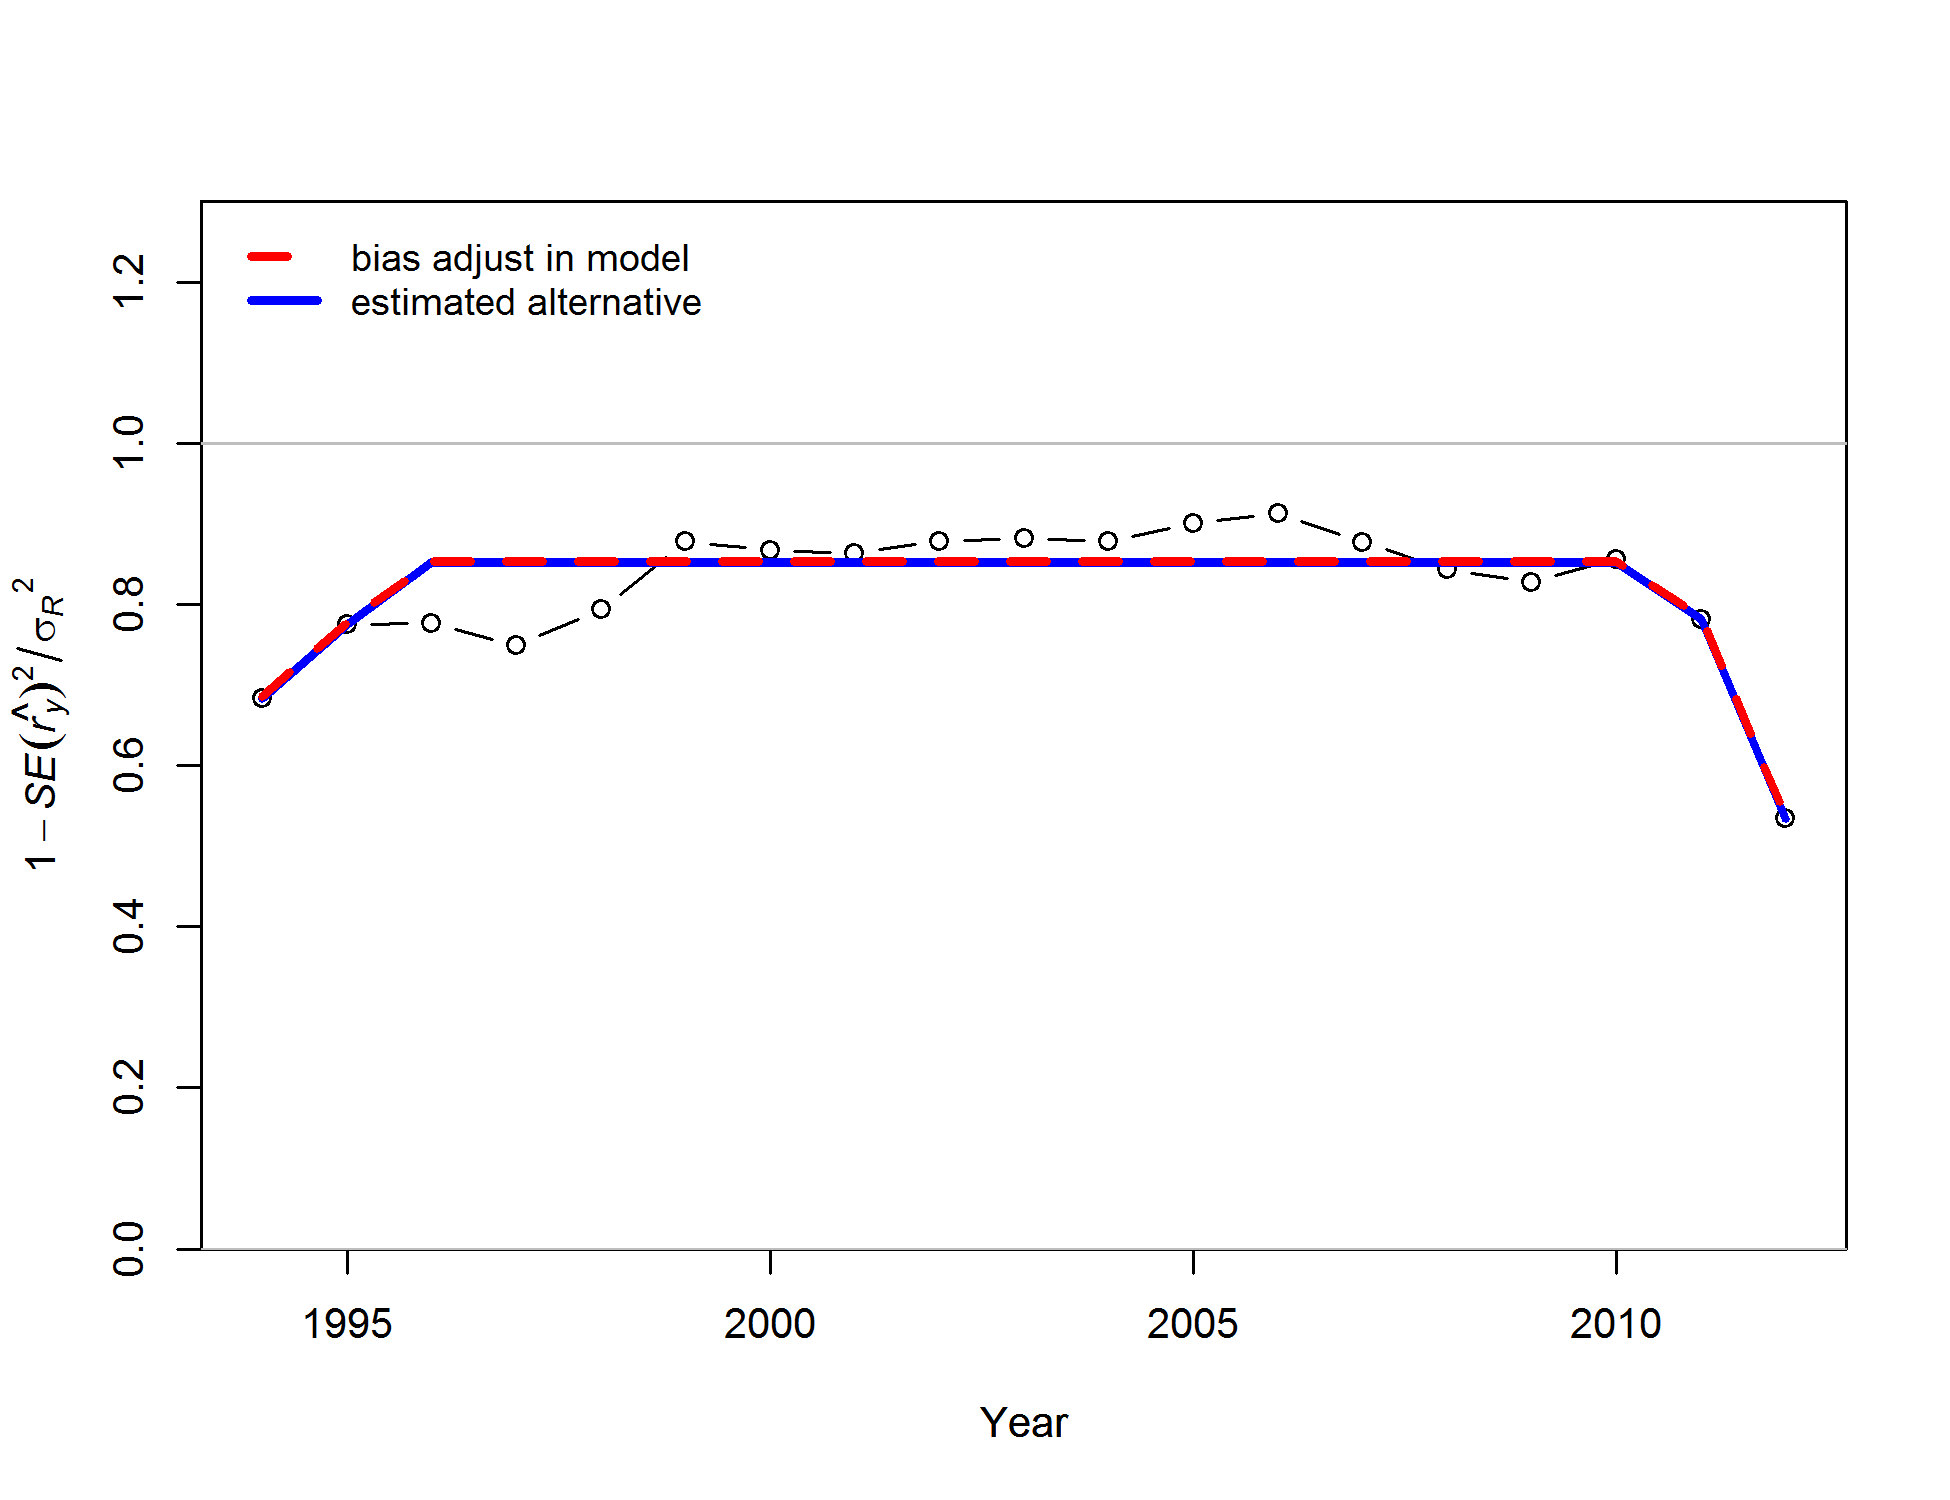 bias adjust in model
estimated alternative
1.2
1.0
0.8
0.6
0.4
0.2
0.0
1 − SE(r̂y)² / σR²
1995 2000 2005 2010
Year